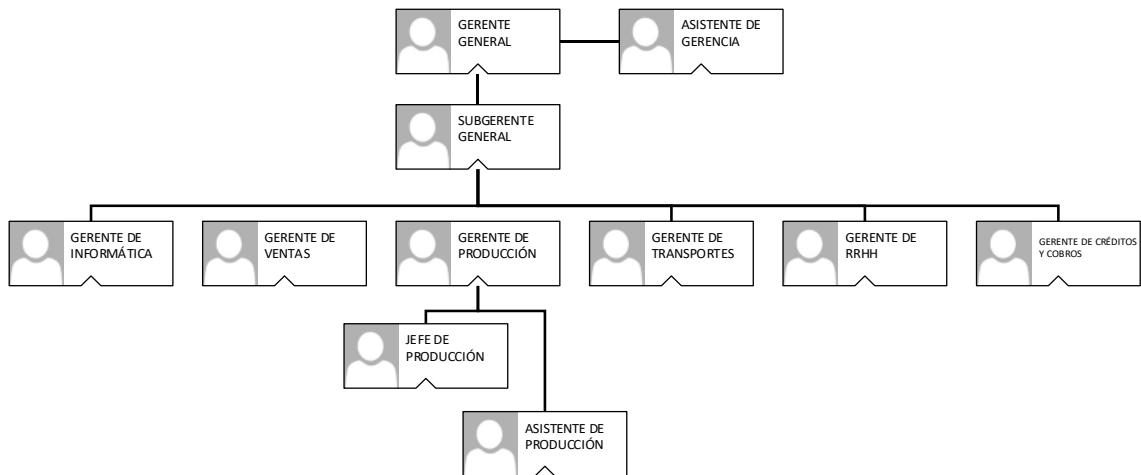 GERENTE
GENERAL
ASISTENTE DE
GERENCIA
SUBGERENTE
GENERAL
GERENTE DE
INFORMÁTICA
GERENTE DE
VENTAS
GERENTE DE
PRODUCCIÓN
GERENTE DE
TRANSPORTES
GERENTE DE
RRHH
GERENTE DE CRÉDITOS
Y COBROS
JEFE DE
PRODUCCIÓN
ASISTENTE DE
PRODUCCIÓN